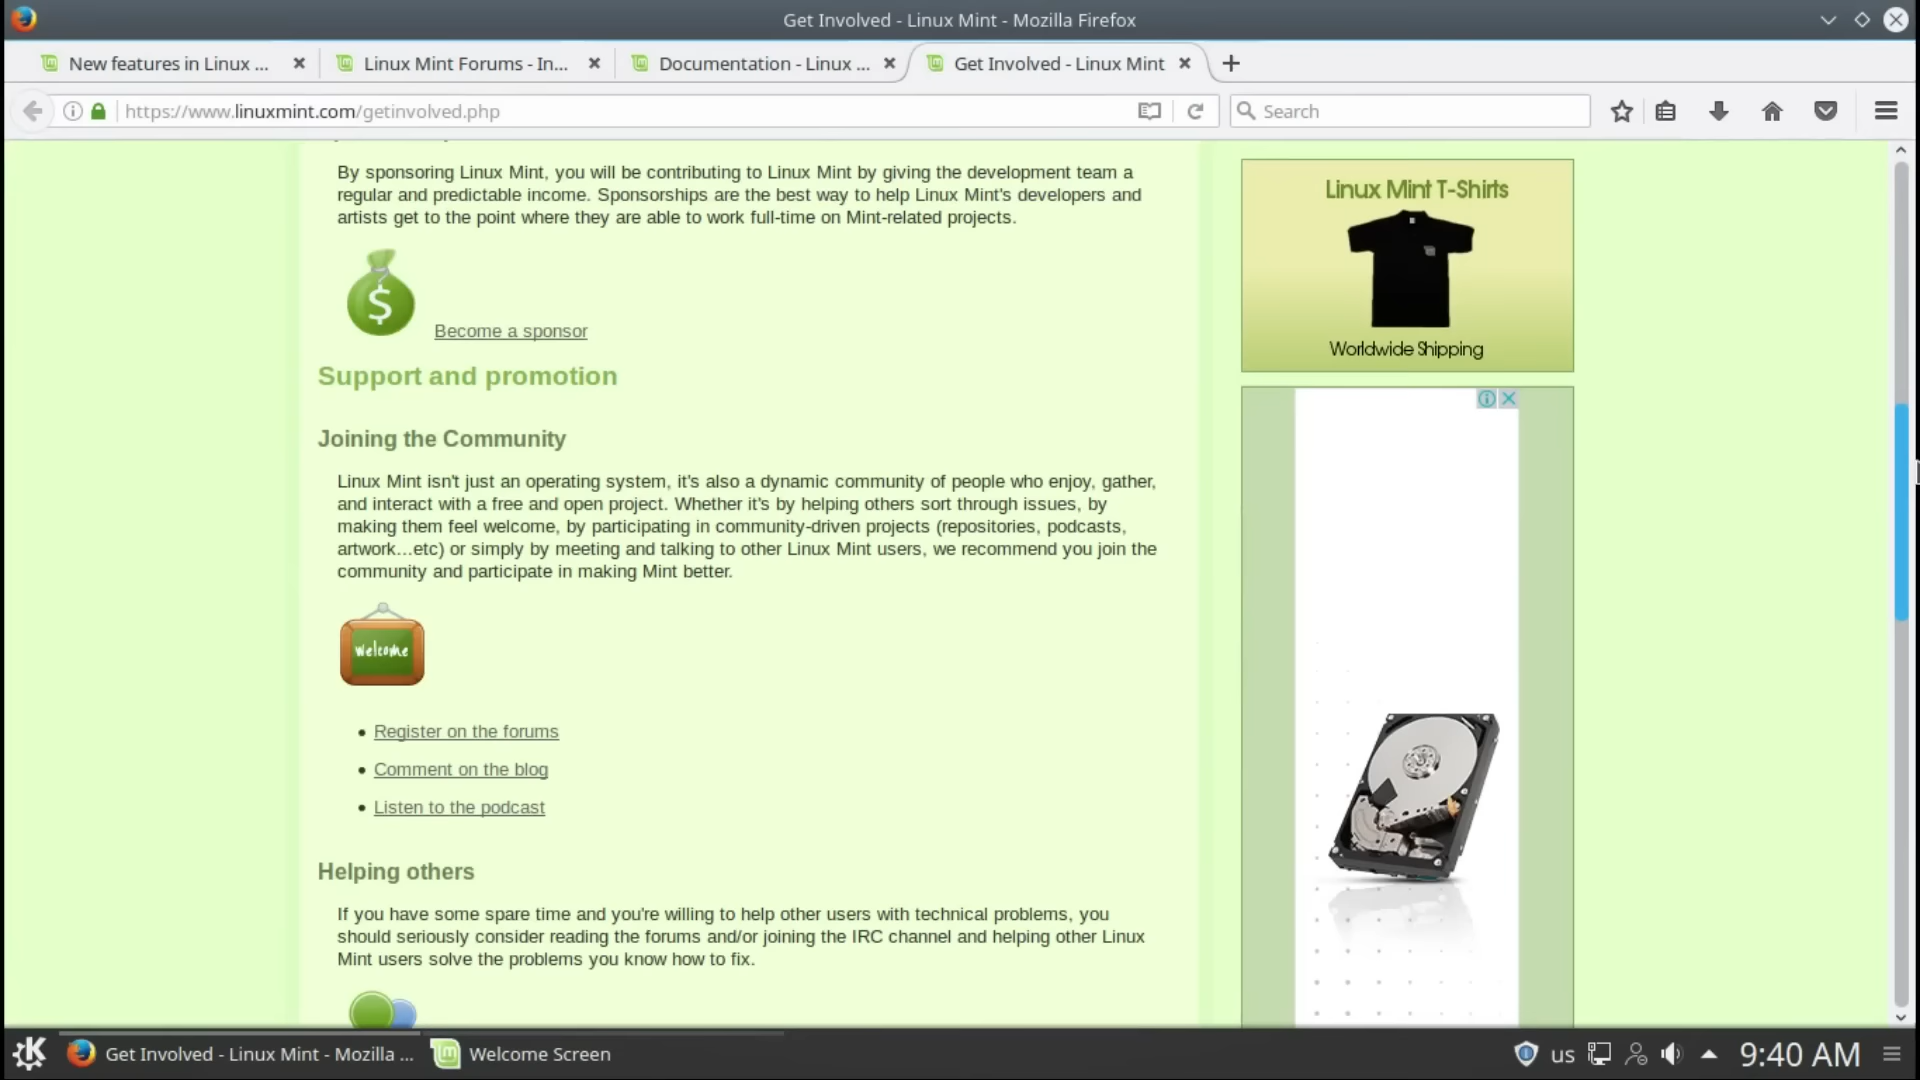 Get Involved - Linux Mint - Mozilla Firefox
New features in Linux ...
Linux Mint Forums - In...
Documentation - Linux ...
Get Involved - Linux Mint
https://www.linuxmint.com/getinvolved.php
Search
By sponsoring Linux Mint, you will be contributing to Linux Mint by giving the development team a
regular and predictable income. Sponsorships are the best way to help Linux Mint's developers and
artists get to the point where they are able to work full-time on Mint-related projects.
$
Become a sponsor
Support and promotion
Joining the Community
Linux Mint isn't just an operating system, it's also a dynamic community of people who enjoy, gather,
and interact with a free and open project. Whether it's by helping others sort through issues, by
making them feel welcome, by participating in community-driven projects (repositories, podcasts,
artwork...etc) or simply by meeting and talking to other Linux Mint users, we recommend you join the
community and participate in making Mint better.
welcome
Register on the forums
Comment on the blog
Listen to the podcast
Helping others
If you have some spare time and you're willing to help other users with technical problems, you
should seriously consider reading the forums and/or joining the IRC channel and helping other Linux
Mint users solve the problems you know how to fix.
Linux Mint T-Shirts
Worldwide Shipping
Get Involved - Linux Mint - Mozilla ...
Welcome Screen
us
9:40 AM